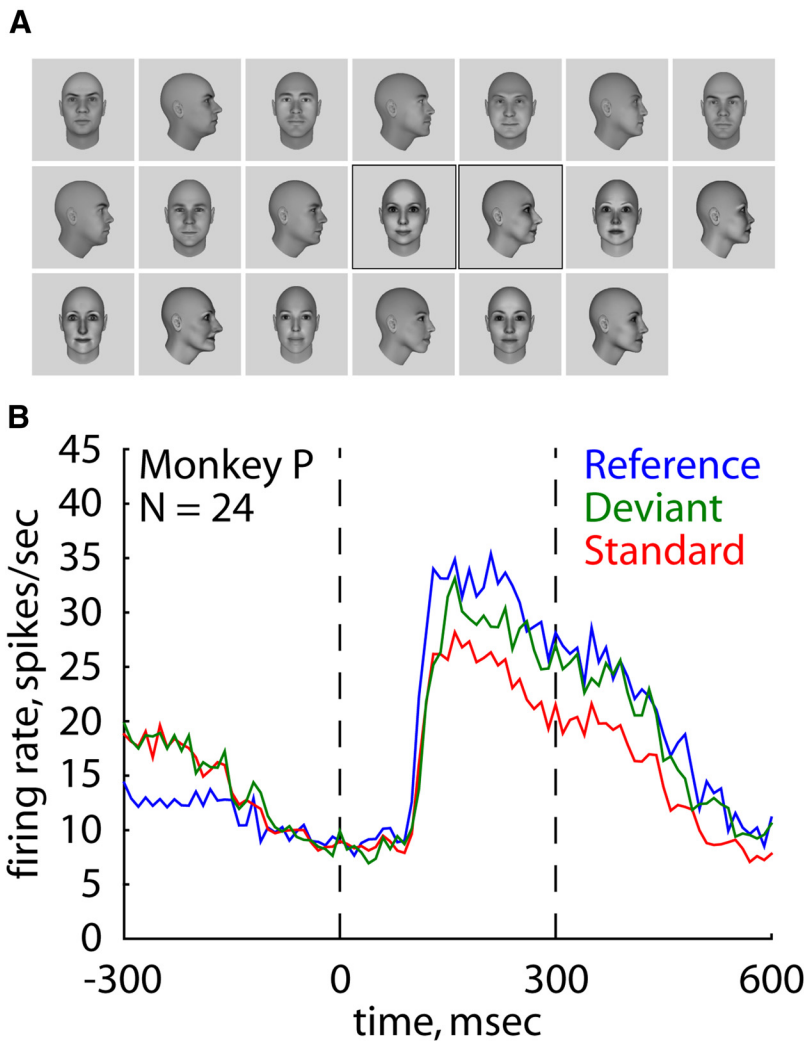 A
B
45
Monkey P
Reference
40
N = 24
Deviant
35
Standard
30
25
20
15
10
5
0
firing rate, spikes/sec
-300
0
300
600
time, msec